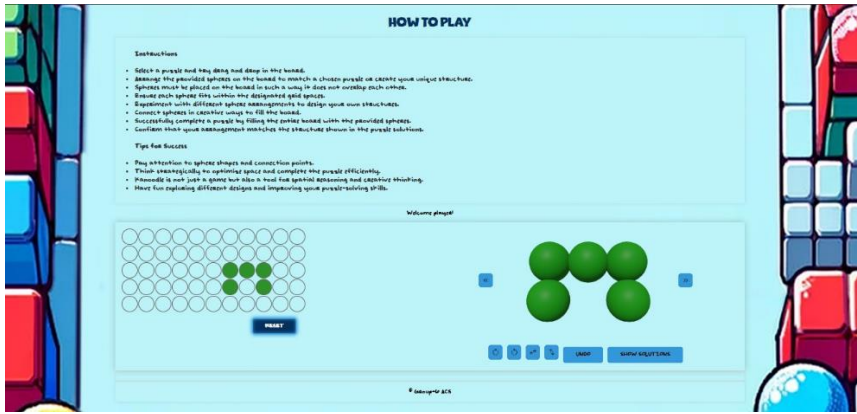 HOW TO PLAY
Instructions
• Select a puzzle and try drag and drop in the board.
• Arrange the provided spheres on the board to match a chosen puzzle or create your unique structure.
• Spheres must be placed on the board in such a way it does not overlap each other.
• Ensure each sphere fits within the designated grid spaces.
• Experiment with different sphere arrangements to design your own structures.
• Connect spheres in creative ways to fill the board.
• Successfully complete a puzzle by filling the entire board with the provided spheres.
• Confirm that your arrangement matches the structure shown in the puzzle solutions.
Tips for Success
• Pay attention to sphere shapes and connection points.
• Think strategically to optimize space and complete the puzzle efficiently.
• Kanoodle is not just a game but also a tool for spatial reasoning and creative thinking.
• Have fun exploring different designs and improving your puzzle-solving skills.
Welcome player!
RESET
UNDO
SHOW SOLUTIONS